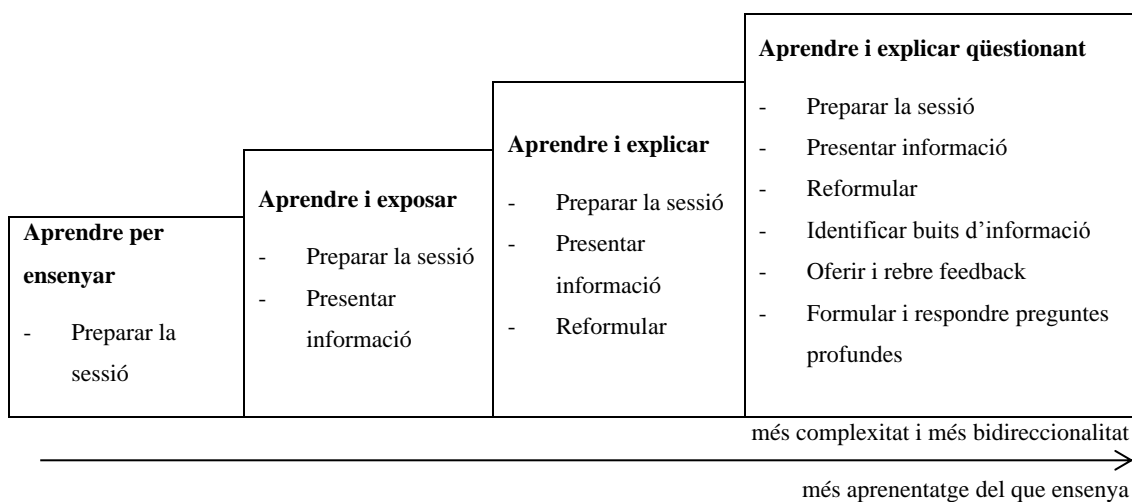 Aprendre per
ensenyar
- Preparar la
sessió
Aprendre i exposar
- Preparar la sessió
- Presentar
informació
Aprendre i explicar
- Preparar la sessió
- Presentar
informació
- Reformular
Aprendre i explicar qüestionant
- Preparar la sessió
- Presentar informació
- Reformular
- Identificar buits d’informació
- Oferir i rebre feedback
- Formular i respondre preguntes
profundes
més complexitat i més bidireccionalitat
més aprenentatge del que ensenya